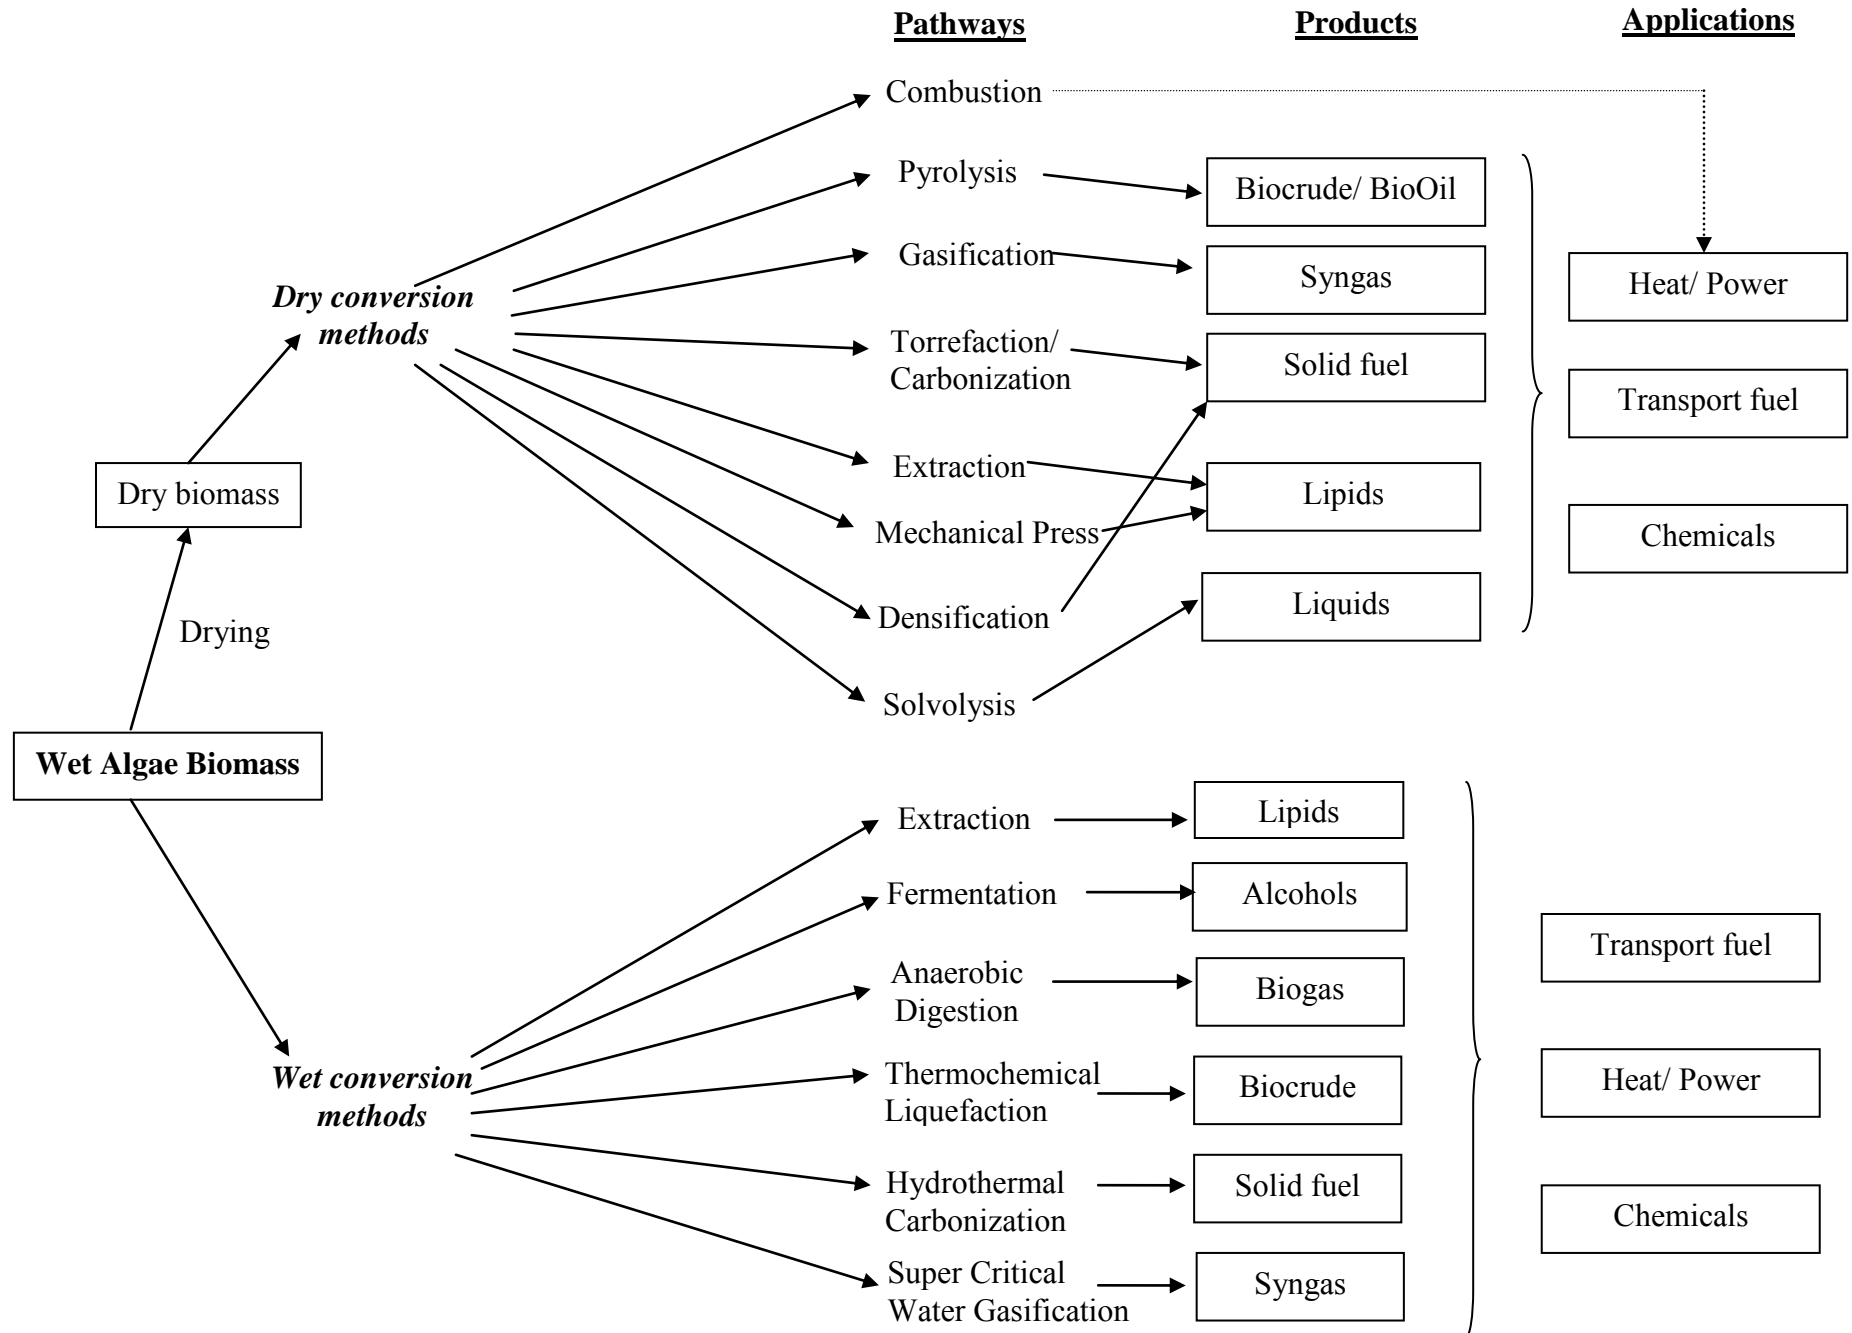 Pathways
Products
Applications
Combustion
Pyrolysis
Biocrude/ BioOil
Gasification
Syngas
Heat/ Power
Dry conversion
methods
Torrefaction/
Carbonization
Solid fuel
Transport fuel
Extraction
Lipids
Dry biomass
Mechanical Press
Chemicals
Densification
Liquids
Drying
Solvolysis
Wet Algae Biomass
Extraction
Lipids
Fermentation
Alcohols
Transport fuel
Anaerobic
Digestion
Biogas
Wet conversion
methods
Thermochemical
Liquefaction
Biocrude
Heat/ Power
Hydrothermal
Carbonization
Solid fuel
Chemicals
Super Critical
Water Gasification
Syngas